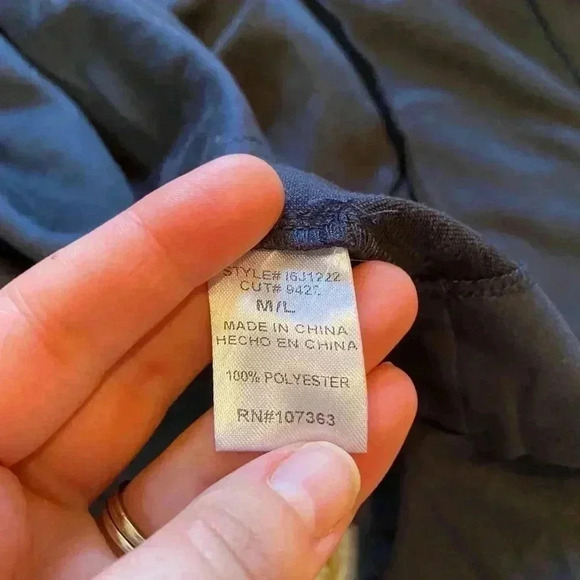 STYLE# I6J1222
CUT# 9427
M/L
MADE IN CHINA
HECHO EN CHINA
100% POLYESTER
RN#107363